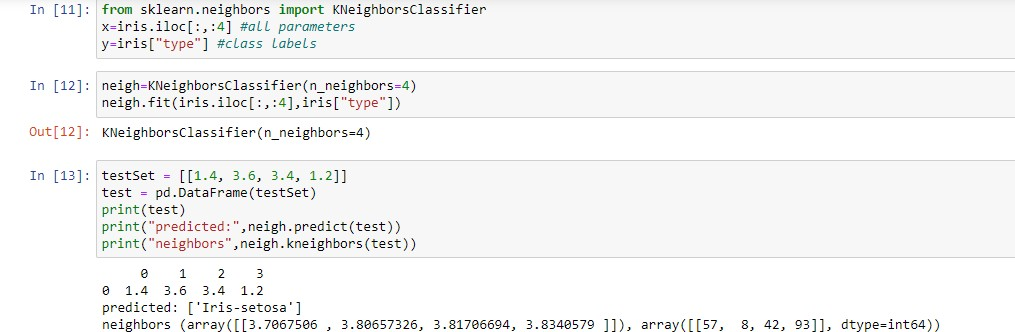 In [11]: from sklearn.neighbors import KNeighborsClassifier
x=iris.iloc[:,:4] #all parameters
y=iris["type"] #class labels
In [12]: neigh=KNeighborsClassifier(n_neighbors=4)
neigh.fit(iris.iloc[:,:4],iris["type"])
Out[12]: KNeighborsClassifier(n_neighbors=4)
In [13]: testSet = [[1.4, 3.6, 3.4, 1.2]]
test = pd.DataFrame(testSet)
print(test)
print("predicted:",neigh.predict(test))
print("neighbors",neigh.kneighbors(test))
0 1 2 3
0 1.4 3.6 3.4 1.2
predicted: ['Iris-setosa']
neighbors (array([[3.7067506 , 3.80657326, 3.81706694, 3.8340579 ]]), array([[57, 8, 42, 93]], dtype=int64))